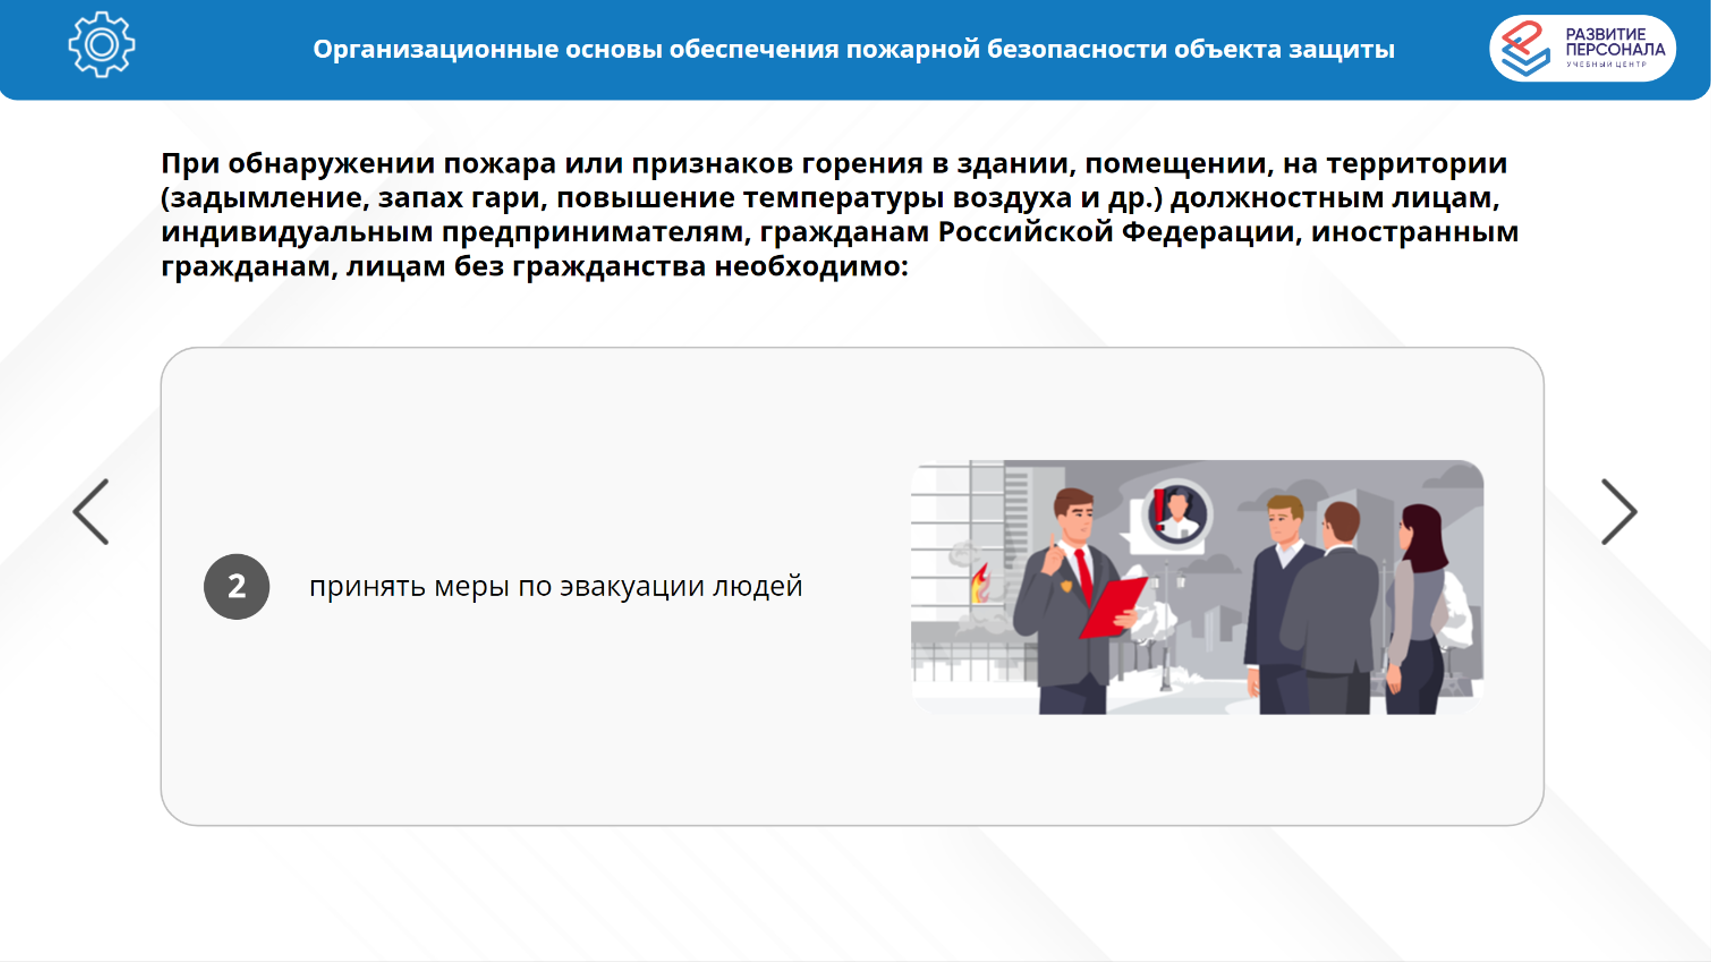 Организационные основы обеспечения пожарной безопасности объекта защиты
РАЗВИТИЕ
ПЕРСОНАЛА
УЧЕБНЫЙ ЦЕНТР
При обнаружении пожара или признаков горения в здании, помещении, на территории
(задымление, запах гари, повышение температуры воздуха и др.) должностным лицам,
индивидуальным предпринимателям, гражданам Российской Федерации, иностранным
гражданам, лицам без гражданства необходимо:
2 принять меры по эвакуации людей